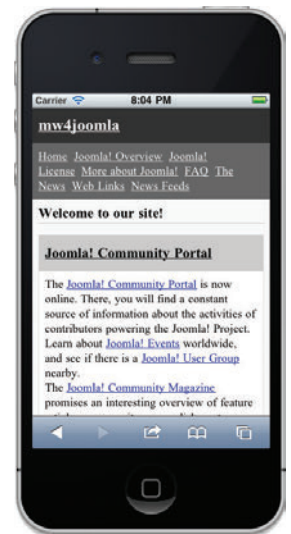 Carrier 8:04 PM
mw4joomla
Home Joomla! Overview Joomla!
License More about Joomla! FAQ The
News Web Links News Feeds
Welcome to our site!
Joomla! Community Portal
The Joomla! Community Portal is now
online. There, you will find a constant
source of information about the activities of
contributors powering the Joomla! Project.
Learn about Joomla! Events worldwide,
and see if there is a Joomla! User Group
nearby.
The Joomla! Community Magazine
promises an interesting overview of feature